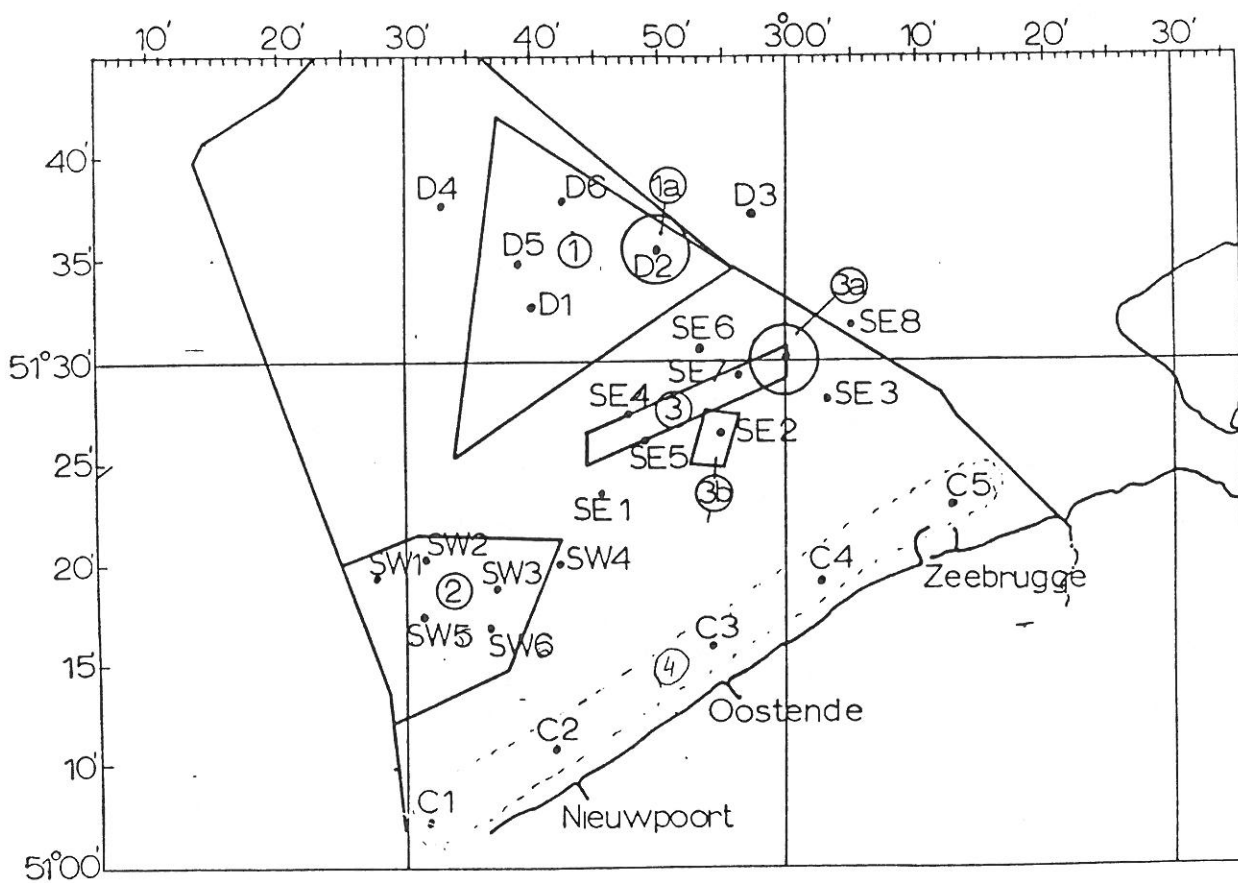 10' 20' 30' 40' 50' 3° 00' 10' 20' 30'
40'
D4 D6 1a D3
35' D5 1 D2
D1 3a
SE6 SE8
51°30' SE7
SE4 3 SE3
SE2
25' SE5
SE1 3b C5
20' SW1 SW2 SW4
2 SW3 C4 Zeebrugge
SW5 SW6
15' C3
4
Oostende
10' C2
C1 Nieuwpoort
51°00'